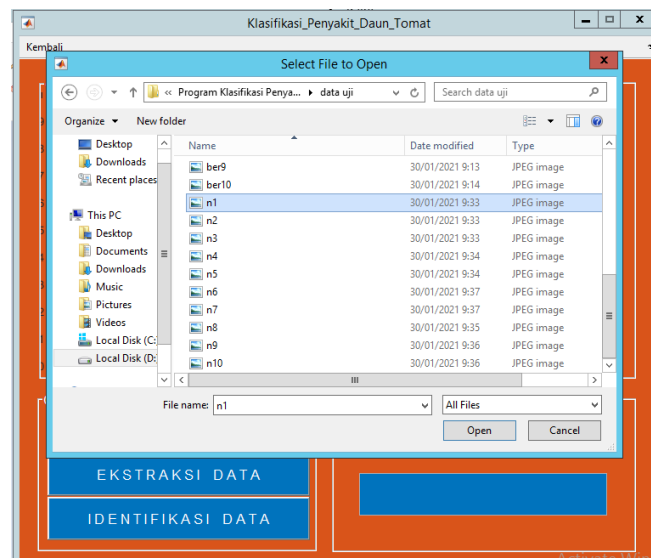 Klasifikasi_Penyakit_Daun_Tomat
Kembali
Select File to Open
« Program Klasifikasi Penya... data uji
Search data uji
Organize New folder
Name Date modified Type
Desktop
Downloads
Recent places
This PC
Desktop
Documents
Downloads
Music
Pictures
Videos
Local Disk (C:
Local Disk (D:
ber9 30/01/2021 9:13 JPEG image
ber10 30/01/2021 9:14 JPEG image
n1 30/01/2021 9:33 JPEG image
n2 30/01/2021 9:33 JPEG image
n3 30/01/2021 9:33 JPEG image
n4 30/01/2021 9:34 JPEG image
n5 30/01/2021 9:34 JPEG image
n6 30/01/2021 9:37 JPEG image
n7 30/01/2021 9:37 JPEG image
n8 30/01/2021 9:35 JPEG image
n9 30/01/2021 9:36 JPEG image
n10 30/01/2021 9:36 JPEG image
File name: n1 All Files
Open Cancel
EKSTRAKSI DATA
IDENTIFIKASI DATA